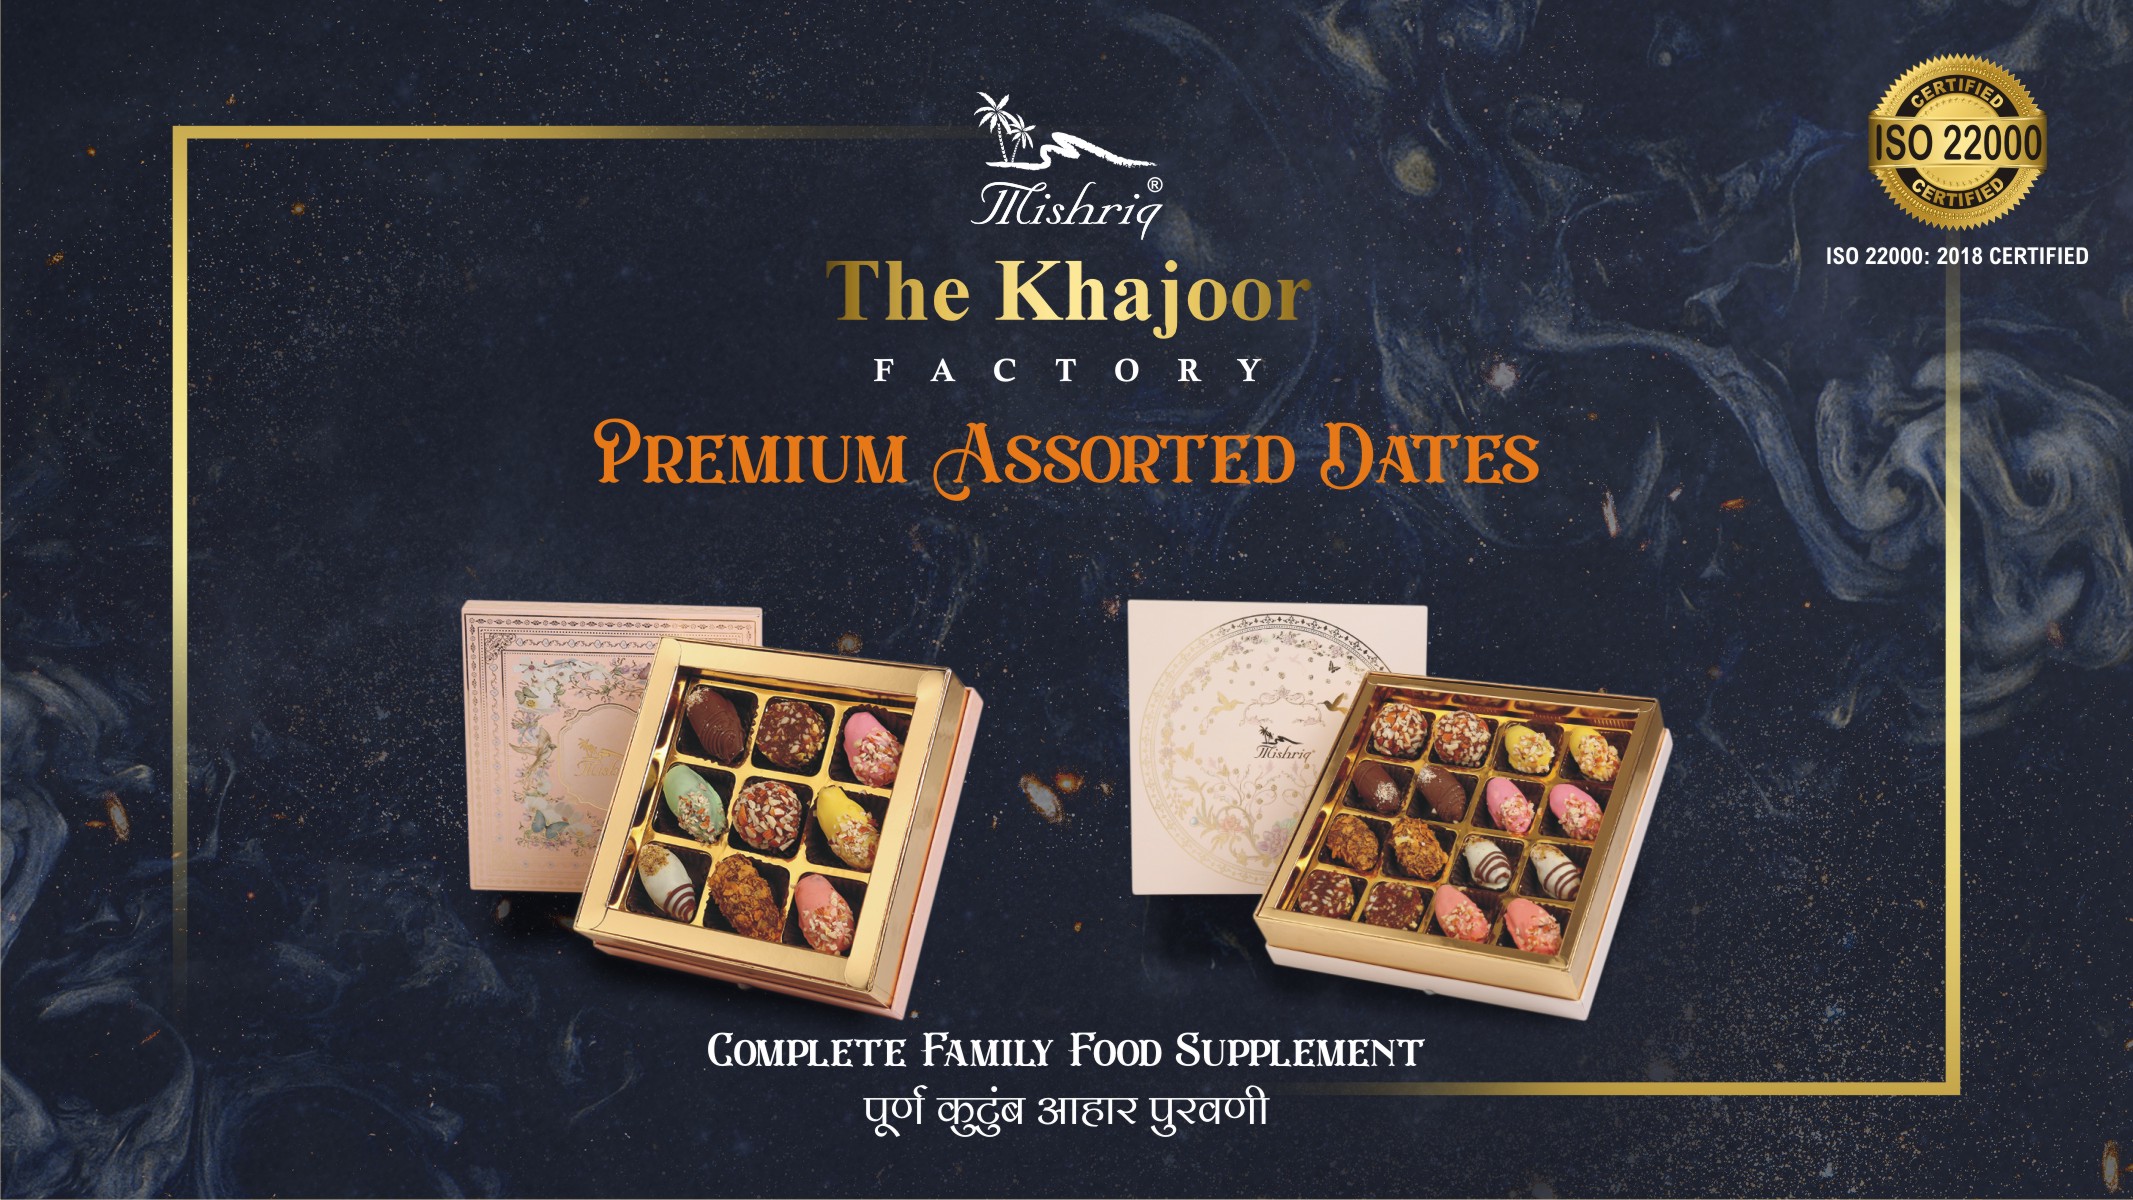 Mishriq®
The Khajoor
FACTORY
PREMIUM ASSORTED DATES
CERTIFIED
ISO 22000
CERTIFIED
ISO 22000: 2018 CERTIFIED
Mishriq
COMPLETE FAMILY FOOD SUPPLEMENT
पूर्ण कुटुंब आहार पुरवणी